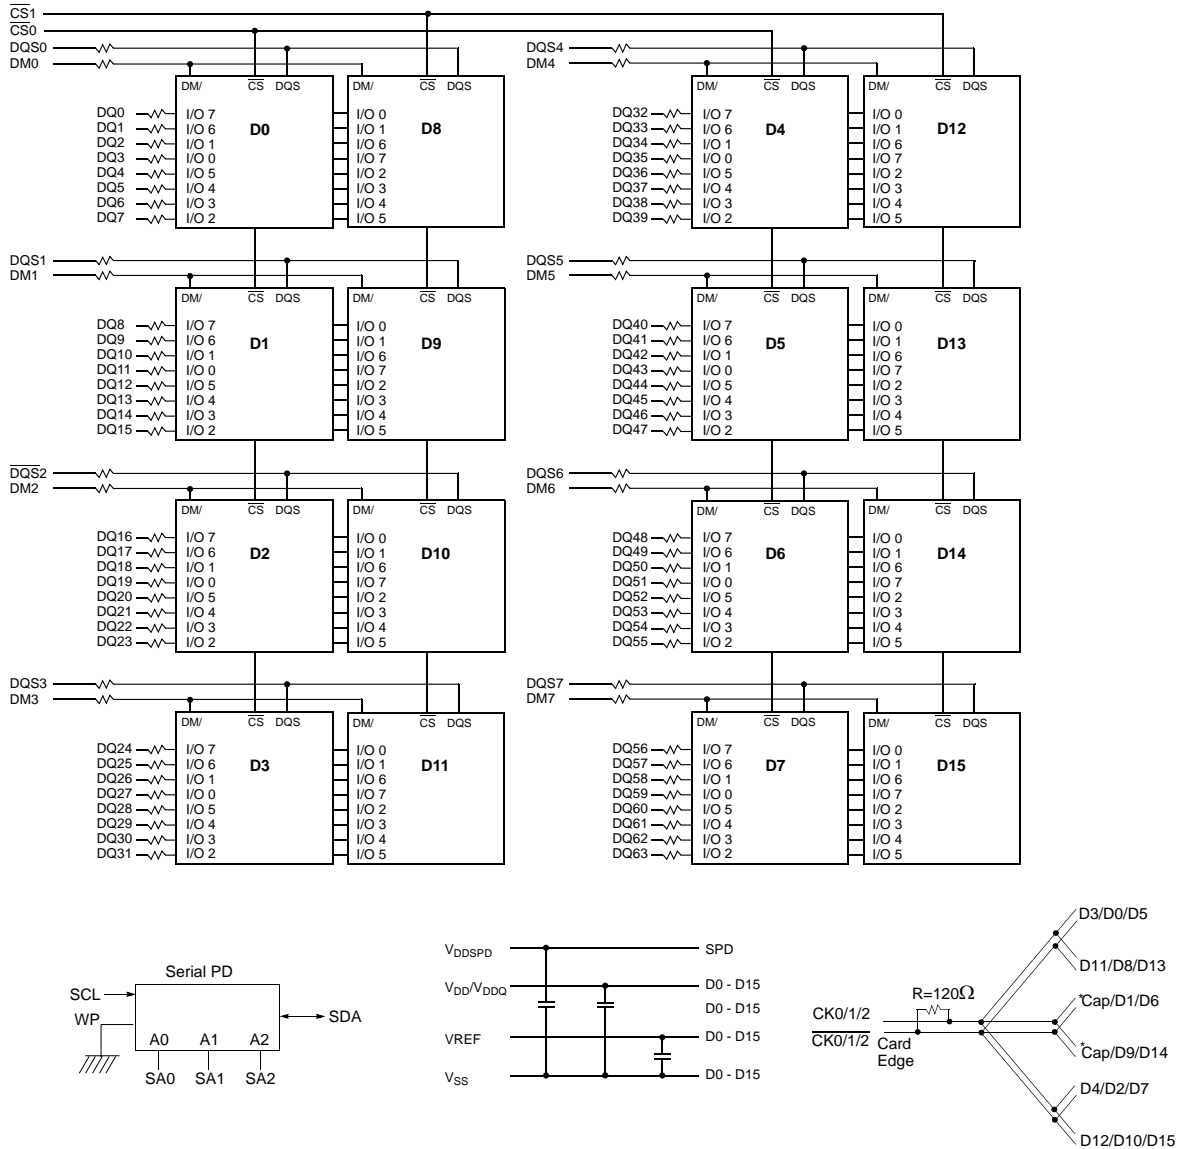 CS1
CS0
DQS0 DQS4
DM0 DM4
DM/ CS DQS DM/ CS DQS DM/ CS DQS DM/ CS DQS
DQ0 I/O 7 I/O 0 DQ32 I/O 7 I/O 0
DQ1 I/O 6 D0 I/O 1 D8 DQ33 I/O 6 D4 I/O 1 D12
DQ2 I/O 1 I/O 6 DQ34 I/O 1 I/O 6
DQ3 I/O 0 I/O 7 DQ35 I/O 0 I/O 7
DQ4 I/O 5 I/O 2 DQ36 I/O 5 I/O 2
DQ5 I/O 4 I/O 3 DQ37 I/O 4 I/O 3
DQ6 I/O 3 I/O 4 DQ38 I/O 3 I/O 4
DQ7 I/O 2 I/O 5 DQ39 I/O 2 I/O 5
DQS1 DQS5
DM1 DM5
DM/ CS DQS DM/ CS DQS DM/ CS DQS DM/ CS DQS
DQ8 I/O 7 I/O 0 DQ40 I/O 7 I/O 0
DQ9 I/O 6 D1 I/O 1 D9 DQ41 I/O 6 D5 I/O 1 D13
DQ10 I/O 1 I/O 6 DQ42 I/O 1 I/O 6
DQ11 I/O 0 I/O 7 DQ43 I/O 0 I/O 7
DQ12 I/O 5 I/O 2 DQ44 I/O 5 I/O 2
DQ13 I/O 4 I/O 3 DQ45 I/O 4 I/O 3
DQ14 I/O 3 I/O 4 DQ46 I/O 3 I/O 4
DQ15 I/O 2 I/O 5 DQ47 I/O 2 I/O 5
DQS2 DQS6
DM2 DM6
DM/ CS DQS DM/ CS DQS DM/ CS DQS DM/ CS DQS
DQ16 I/O 7 I/O 0 DQ48 I/O 7 I/O 0
DQ17 I/O 6 D2 I/O 1 D10 DQ49 I/O 6 D6 I/O 1 D14
DQ18 I/O 1 I/O 6 DQ50 I/O 1 I/O 6
DQ19 I/O 0 I/O 7 DQ51 I/O 0 I/O 7
DQ20 I/O 5 I/O 2 DQ52 I/O 5 I/O 2
DQ21 I/O 4 I/O 3 DQ53 I/O 4 I/O 3
DQ22 I/O 3 I/O 4 DQ54 I/O 3 I/O 4
DQ23 I/O 2 I/O 5 DQ55 I/O 2 I/O 5
DQS3 DQS7
DM3 DM7
DM/ CS DQS DM/ CS DQS DM/ CS DQS DM/ CS DQS
DQ24 I/O 7 I/O 0 DQ56 I/O 7 I/O 0
DQ25 I/O 6 D3 I/O 1 D11 DQ57 I/O 6 D7 I/O 1 D15
DQ26 I/O 1 I/O 6 DQ58 I/O 1 I/O 6
DQ27 I/O 0 I/O 7 DQ59 I/O 0 I/O 7
DQ28 I/O 5 I/O 2 DQ60 I/O 5 I/O 2
DQ29 I/O 4 I/O 3 DQ61 I/O 4 I/O 3
DQ30 I/O 3 I/O 4 DQ62 I/O 3 I/O 4
DQ31 I/O 2 I/O 5 DQ63 I/O 2 I/O 5
Serial PD
SCL
WP
SDA
A0 A1 A2
SA0 SA1 SA2
VDDSPD SPD
VDD/VDDQ D0 - D15
D0 - D15
VREF D0 - D15
VSS D0 - D15
D3/D0/D5
D11/D8/D13
R=120Ω
*Cap/D1/D6
CK0/1/2
CK0/1/2
Card
Edge
*Cap/D9/D14
D4/D2/D7
D12/D10/D15